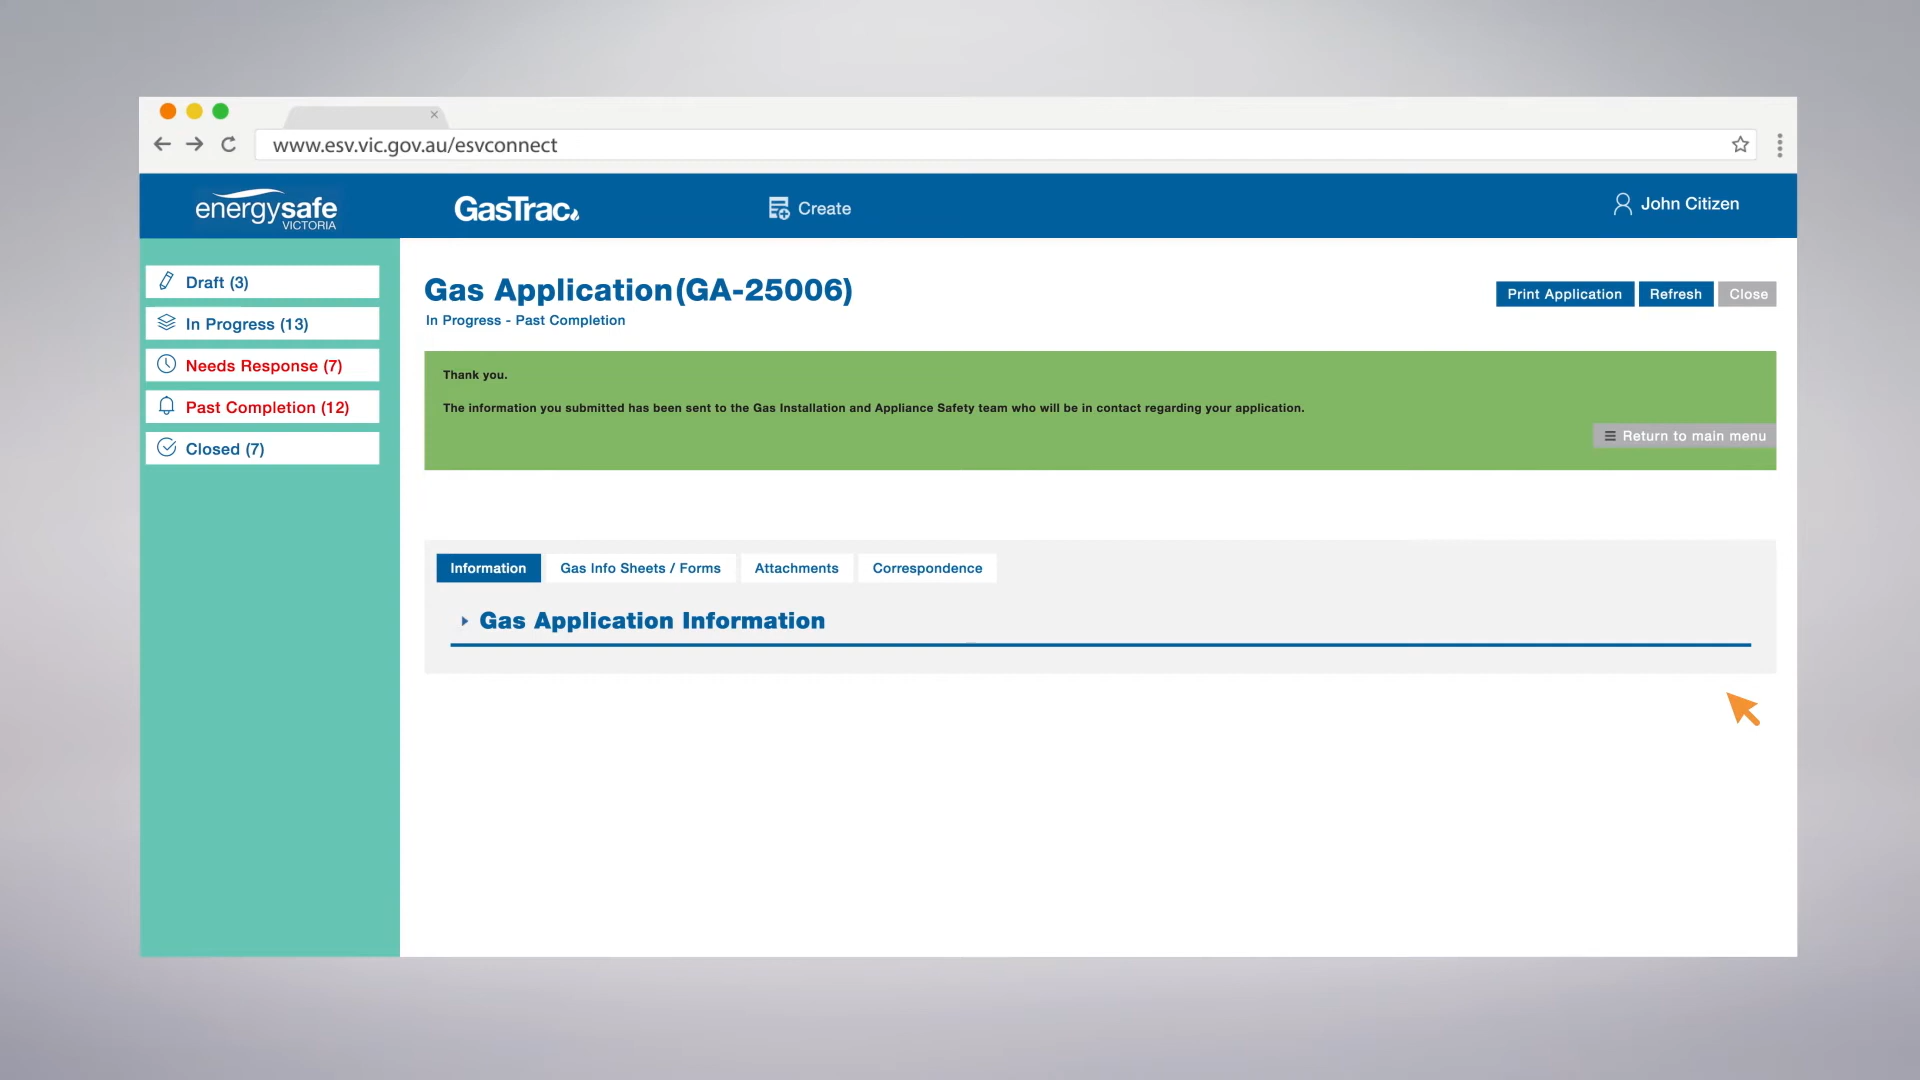 www.esv.vic.gov.au/esvconnect
energysafe
VICTORIA
GasTrac
Create
John Citizen
Draft (3)
In Progress (13)
Needs Response (7)
Past Completion (12)
Closed (7)
Gas Application(GA-25006)
In Progress - Past Completion
Print Application
Refresh
Close
Thank you.
The information you submitted has been sent to the Gas Installation and Appliance Safety team who will be in contact regarding your application.
Return to main menu
Information
Gas Info Sheets / Forms
Attachments
Correspondence
Gas Application Information